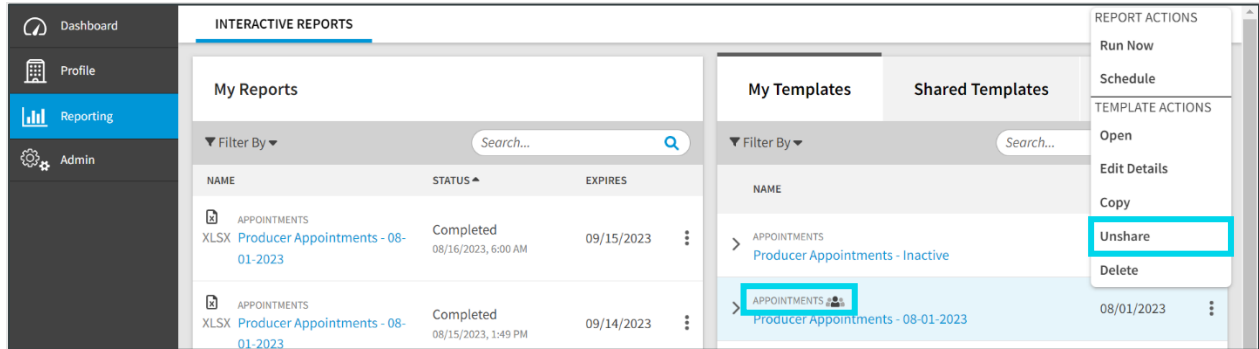 Dashboard
Profile
Reporting
Admin
INTERACTIVE REPORTS
My Reports
Filter By
Search...
NAME STATUS EXPIRES
APPOINTMENTS
XLSX Producer Appointments - 08-
01-2023
Completed
08/16/2023, 6:00 AM
09/15/2023
APPOINTMENTS
XLSX Producer Appointments - 08-
01-2023
Completed
08/15/2023, 1:49 PM
09/14/2023
My Templates Shared Templates
Filter By
Search...
NAME
APPOINTMENTS
Producer Appointments - Inactive
APPOINTMENTS
Producer Appointments - 08-01-2023
08/01/2023
REPORT ACTIONS
Run Now
Schedule
TEMPLATE ACTIONS
Open
Edit Details
Copy
Unshare
Delete